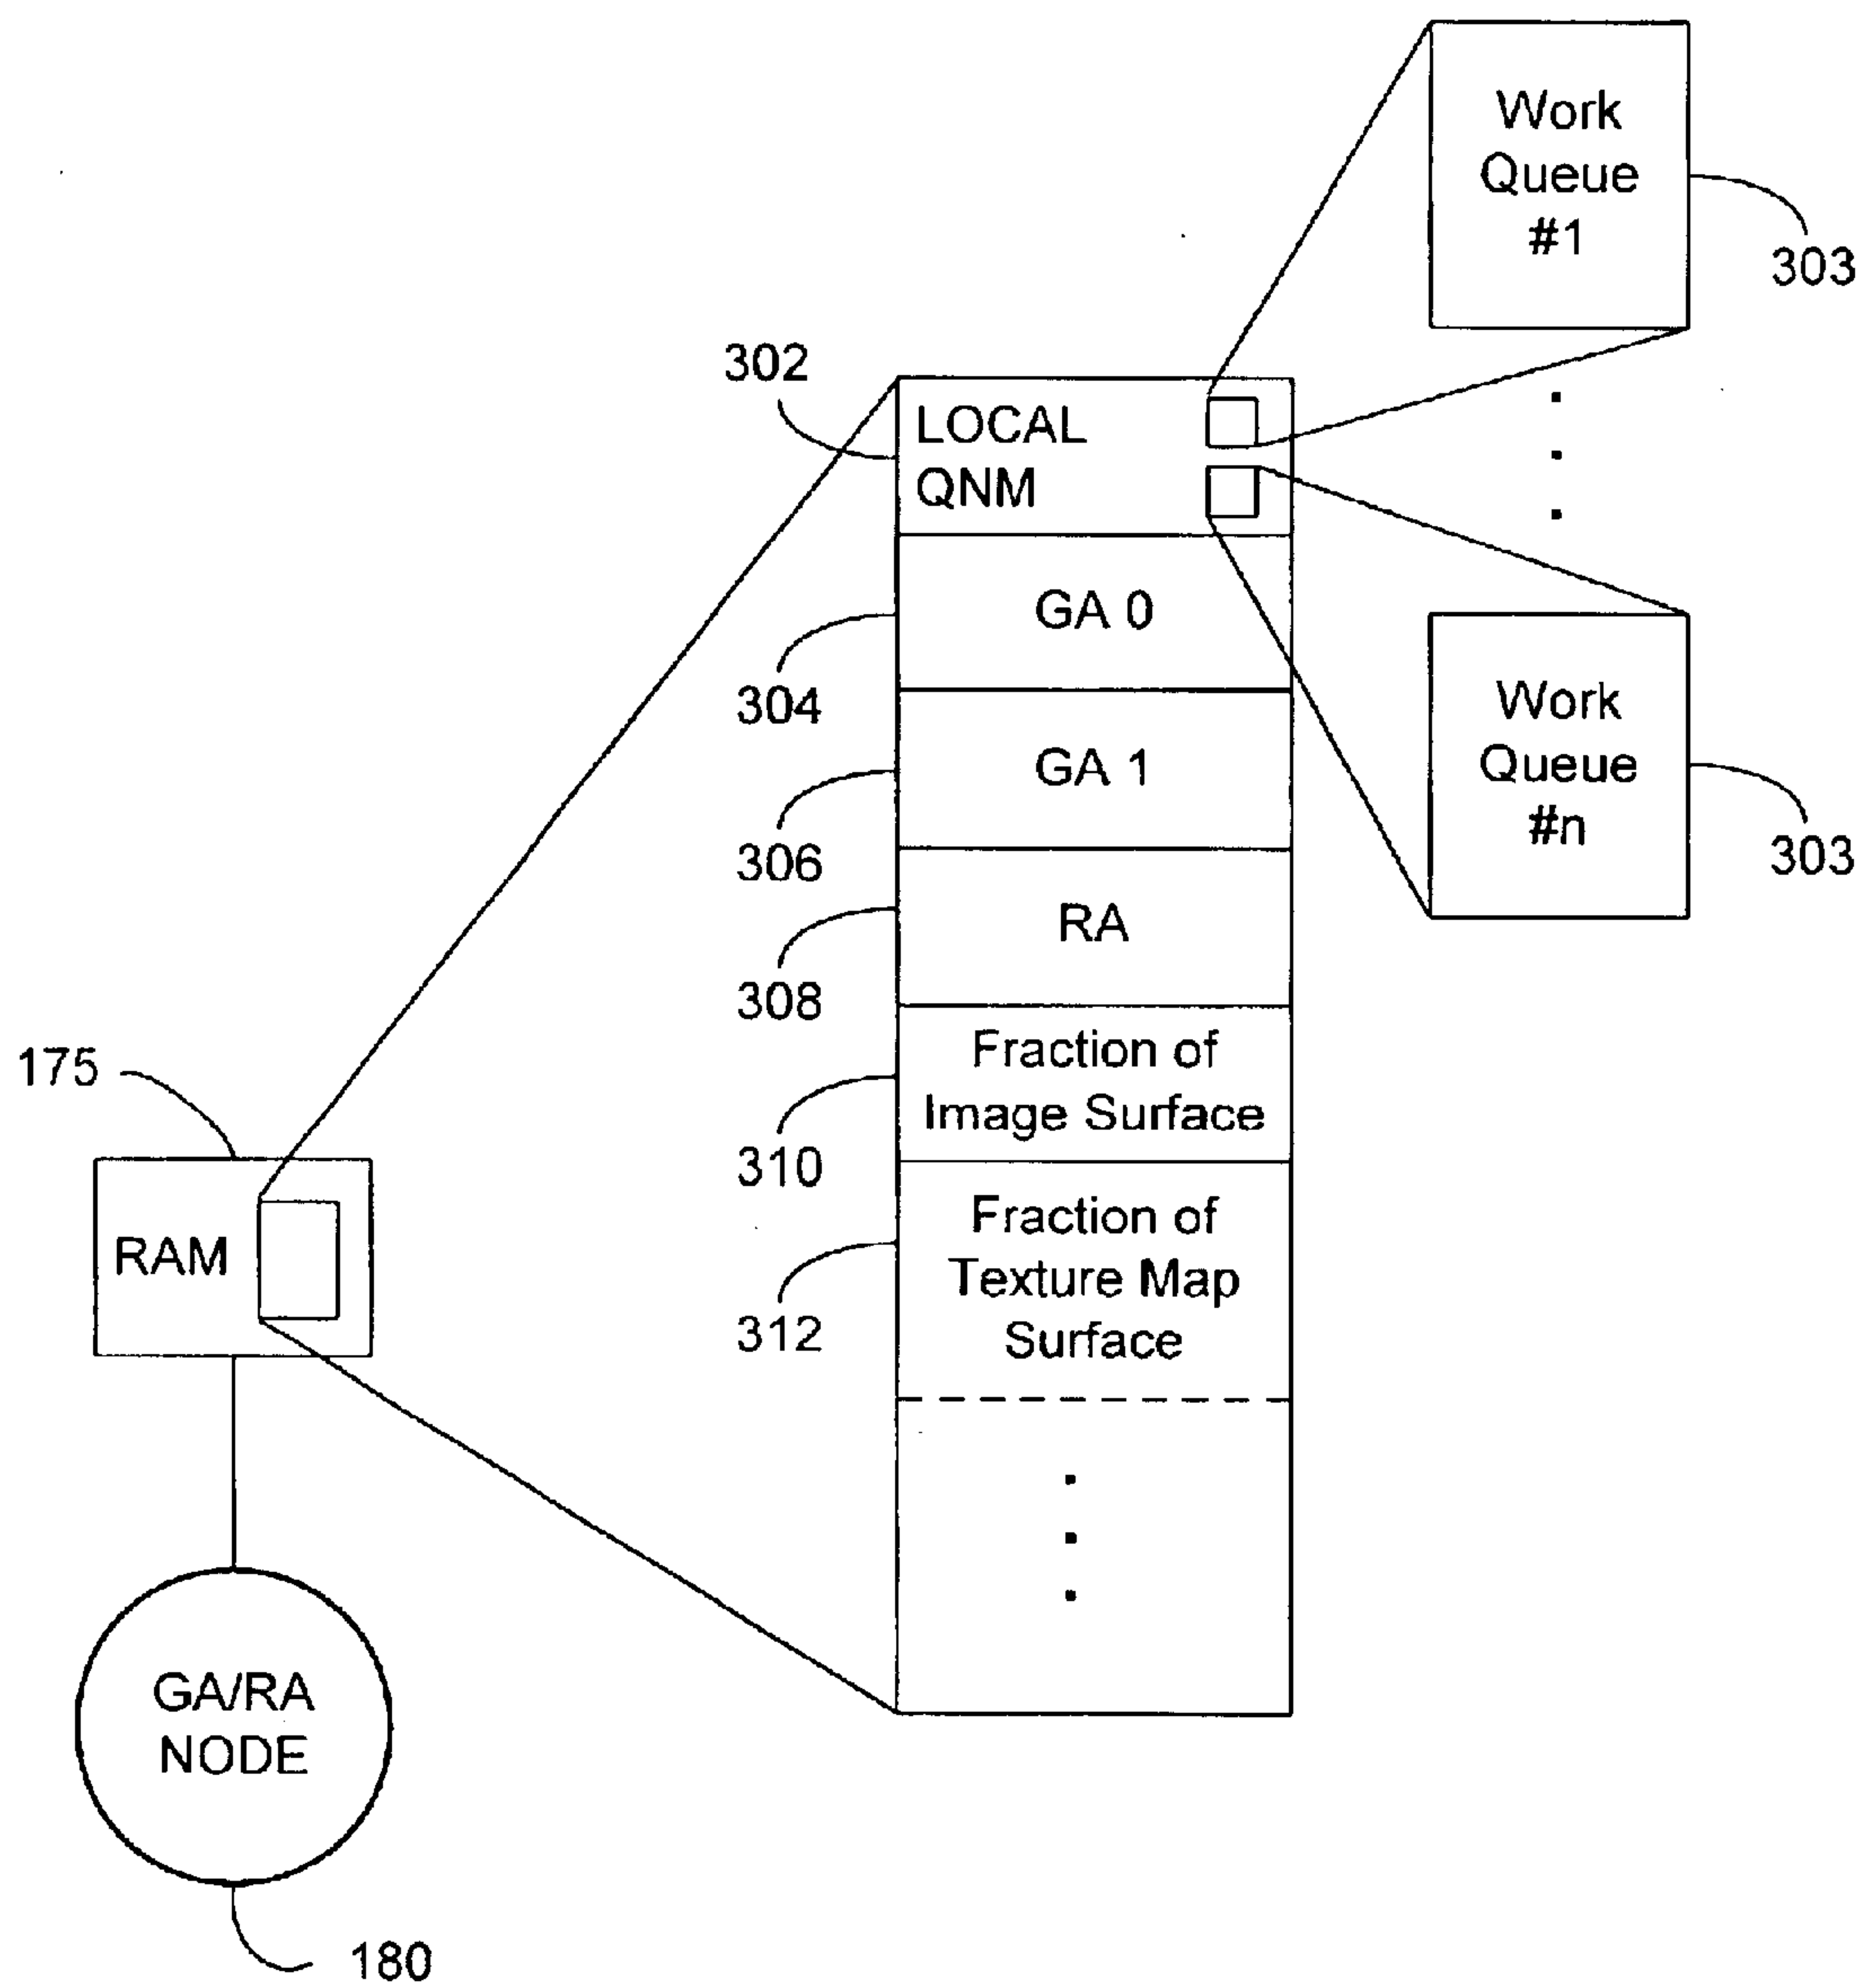 Work
Queue
#1
303
302
LOCAL
QNM
GA 0
304
Work
Queue
#n
303
GA 1
306
RA
308
Fraction of
Image Surface
310
175
RAM
Fraction of
Texture Map
Surface
312
GA/RA
NODE
180